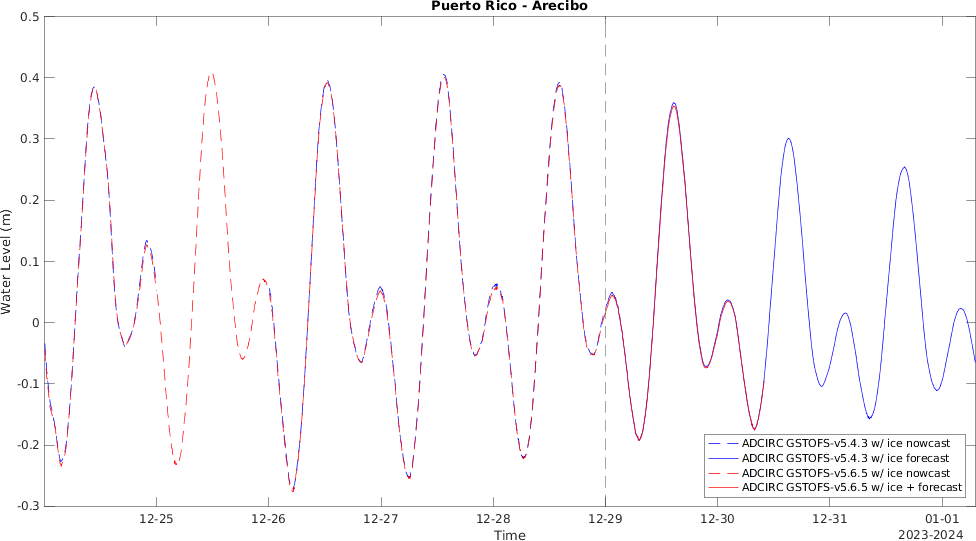 Puerto Rico - Arecibo
0.5
0.4
0.3
0.2
0.1
0
-0.1
-0.2
-0.3
Water Level (m)
ADCIRC GSTOFS-v5.4.3 w/ ice nowcast
ADCIRC GSTOFS-v5.4.3 w/ ice forecast
ADCIRC GSTOFS-v5.6.5 w/ ice nowcast
ADCIRC GSTOFS-v5.6.5 w/ ice + forecast
12-25 12-26 12-27 12-28 12-29 12-30 12-31 01-01
Time
2023-2024